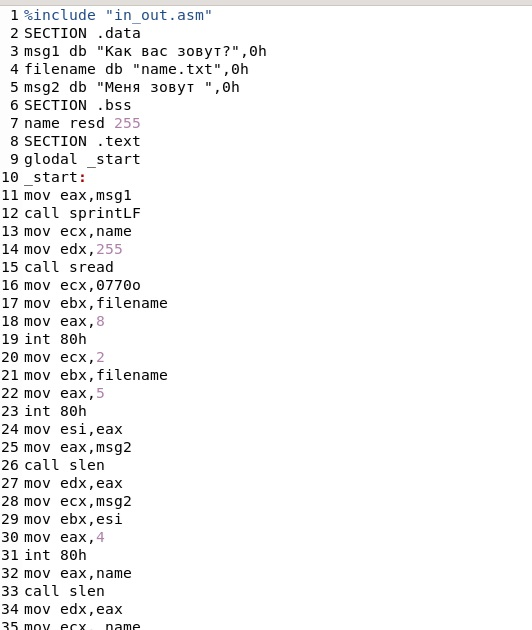 1 %include "in_out.asm"
2 SECTION .data
3 msg1 db "Как вас зовут?",0h
4 filename db "name.txt",0h
5 msg2 db "Меня зовут ",0h
6 SECTION .bss
7 name resd 255
8 SECTION .text
9 glodal _start
10 _start:
11 mov eax,msg1
12 call sprintLF
13 mov ecx,name
14 mov edx,255
15 call sread
16 mov ecx,0770o
17 mov ebx,filename
18 mov eax,8
19 int 80h
20 mov ecx,2
21 mov ebx,filename
22 mov eax,5
23 int 80h
24 mov esi,eax
25 mov eax,msg2
26 call slen
27 mov edx,eax
28 mov ecx,msg2
29 mov ebx,esi
30 mov eax,4
31 int 80h
32 mov eax,name
33 call slen
34 mov edx,eax
35 mov ecx, name